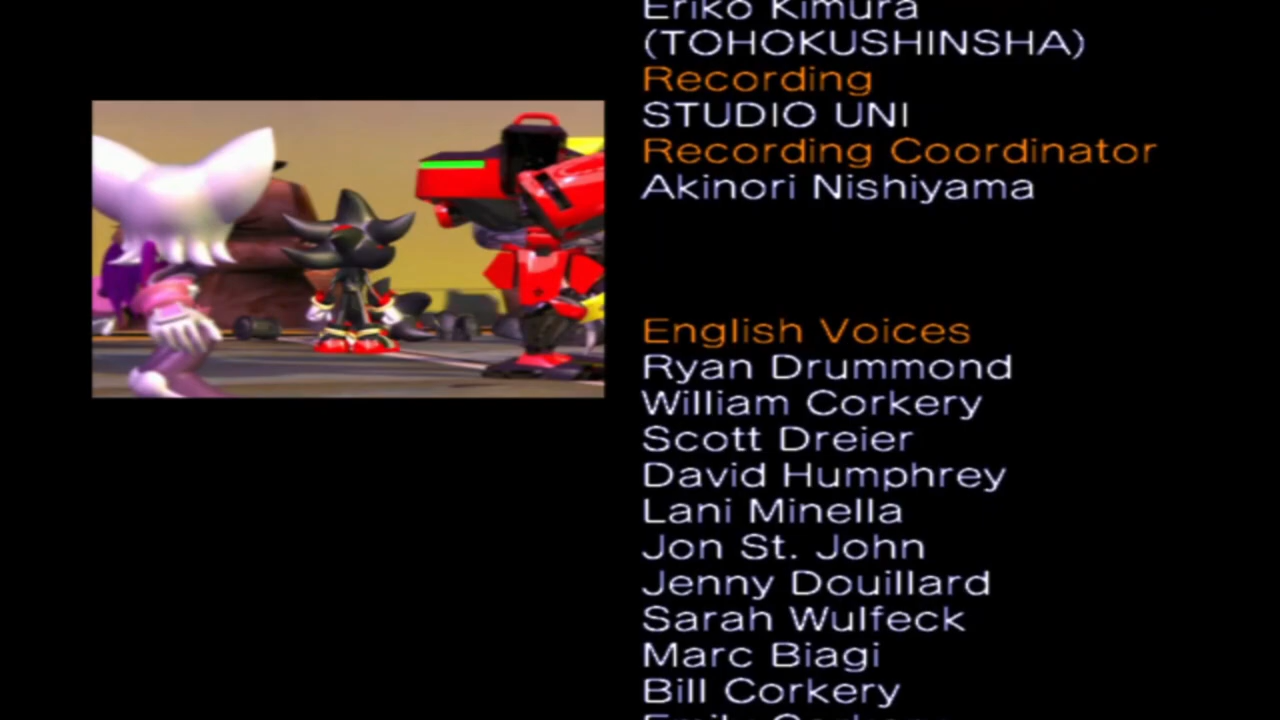 Eriko Kimura
(TOHOKUSHINSHA)
Recording
STUDIO UNI
Recording Coordinator
Akinori Nishiyama
English Voices
Ryan Drummond
William Corkery
Scott Dreier
David Humphrey
Lani Minella
Jon St. John
Jenny Douillard
Sarah Wulfeck
Marc Biagi
Bill Corkery